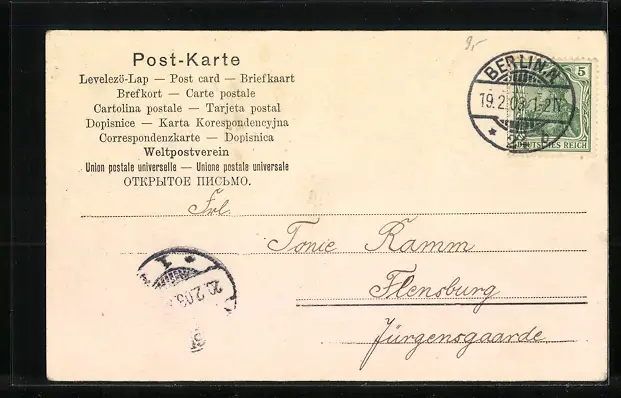 Post-Karte
Levelezö-Lap — Post card — Briefkaart
Brefkort — Carte postale
Cartolina postale — Tarjeta postal
Dopisnice — Karta Korespondencyjna
Correspondenzkarte — Dopisnica
Weltpostverein
Union postale universelle — Unione postale universale
ОТКРЫТОЕ ПИСЬМО.
BERLIN.N
19.2.03.1-2N.
5
DEUTSCHES REICH
Frl.
Tonie Ramm
Flensburg
Jürgensgaarde.